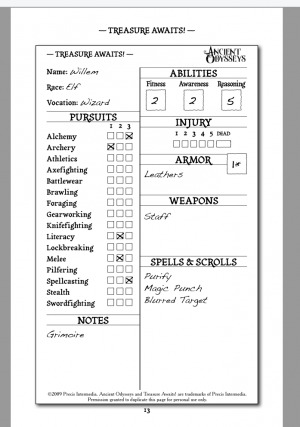 — TREASURE AWAITS! —
— TREASURE AWAITS! —
ANCIENT ODYSSEYS
Name: Willem
Race: Elf
Vocation: Wizard
PURSUITS
1 2 3
Alchemy
Archery
Athletics
Axefighting
Battlewear
Brawling
Foraging
Gearworking
Knifefighting
Literacy
Lockbreaking
Melee
Pilfering
Spellcasting
Stealth
Swordfighting
NOTES
Grimoire
ABILITIES
Fitness Awareness Reasoning
2 2 5
INJURY
1 2 3 4 5 DEAD
ARMOR
Leathers
WEAPONS
Staff
SPELLS & SCROLLS
Purify
Magic Punch
Blurred Target
©2009 Precis Intermedia. Ancient Odysseys and Treasure Awaits! are trademarks of Precis Intermedia.
Permission granted to duplicate this page for personal use only.
13